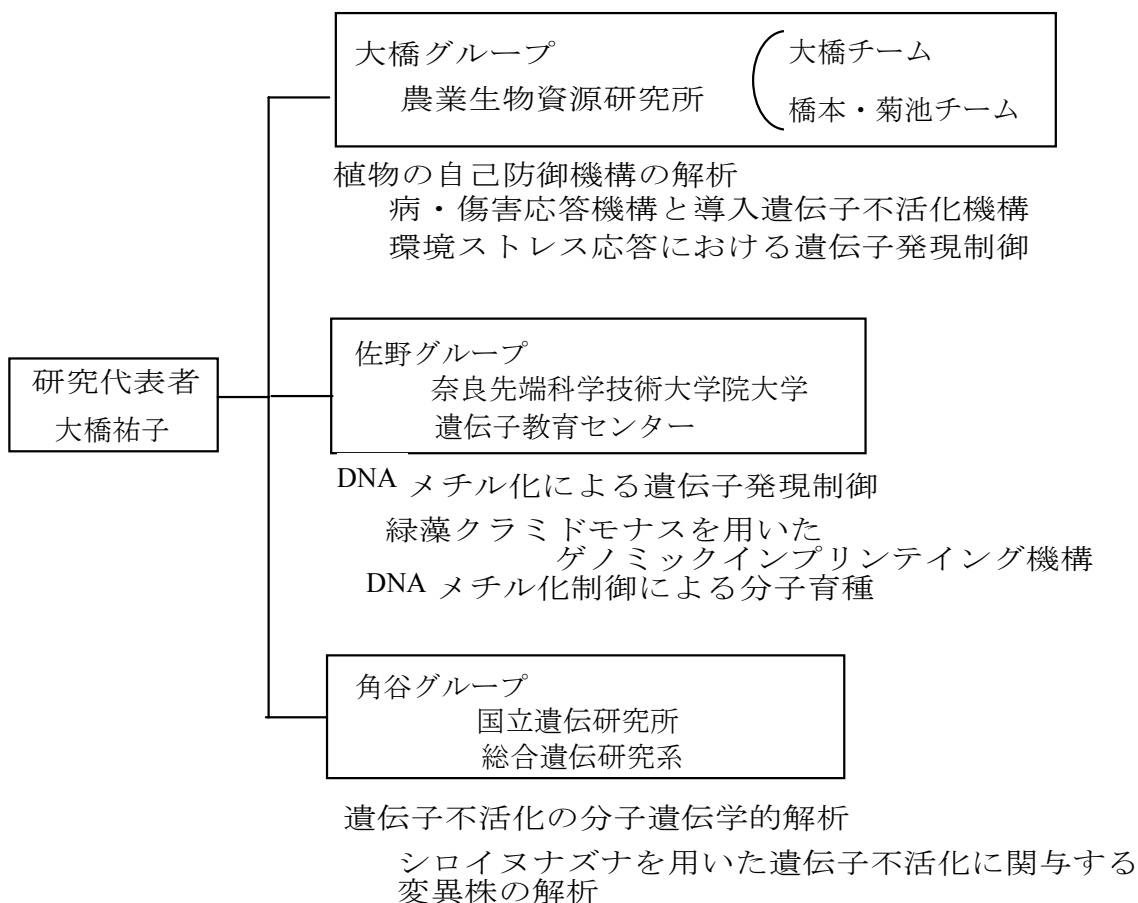 大橋グループ
農業生物資源研究所
大橋チーム
橋本・菊池チーム
植物の自己防御機構の解析
病・傷害応答機構と導入遺伝子不活化機構
環境ストレス応答における遺伝子発現制御
研究代表者
大橋祐子
佐野グループ
奈良先端科学技術大学院大学
遺伝子教育センター
DNA メチル化による遺伝子発現制御
緑藻クラミドモナスを用いた
ゲノミックインプリンテイング機構
DNA メチル化制御による分子育種
角谷グループ
国立遺伝研究所
総合遺伝研究系
遺伝子不活化の分子遺伝学的解析
シロイヌナズナを用いた遺伝子不活化に関与する
変異株の解析